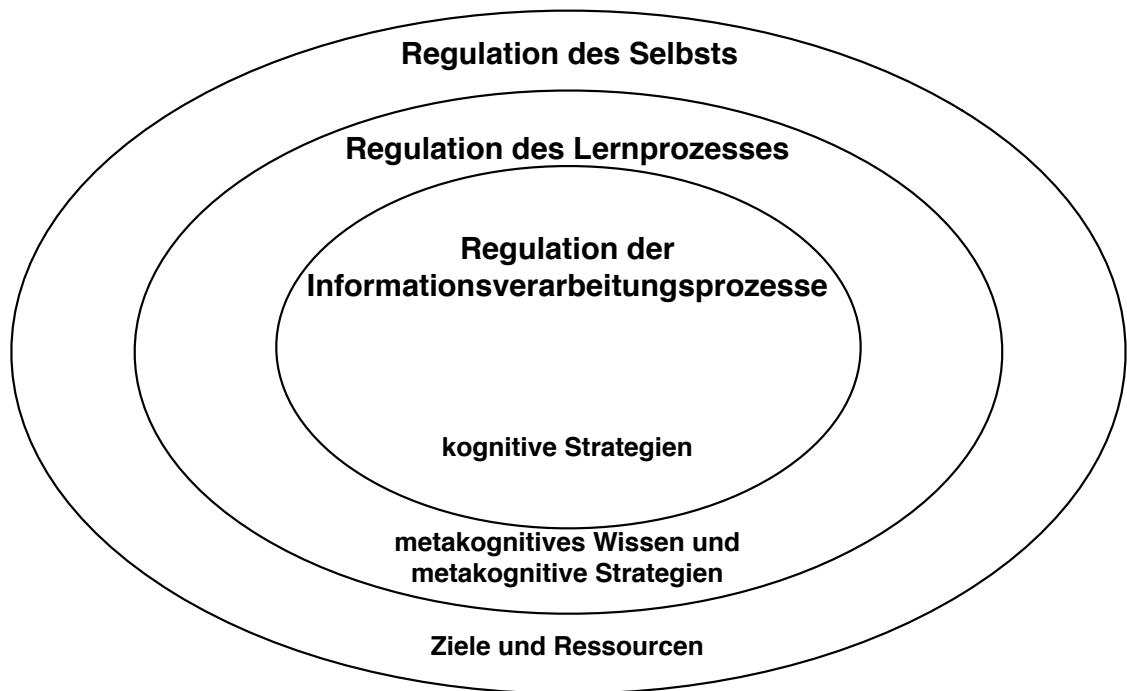 Regulation des Selbsts
Regulation des Lernprozesses
Regulation der
Informationsverarbeitungsprozesse
kognitive Strategien
metakognitives Wissen und
metakognitive Strategien
Ziele und Ressourcen